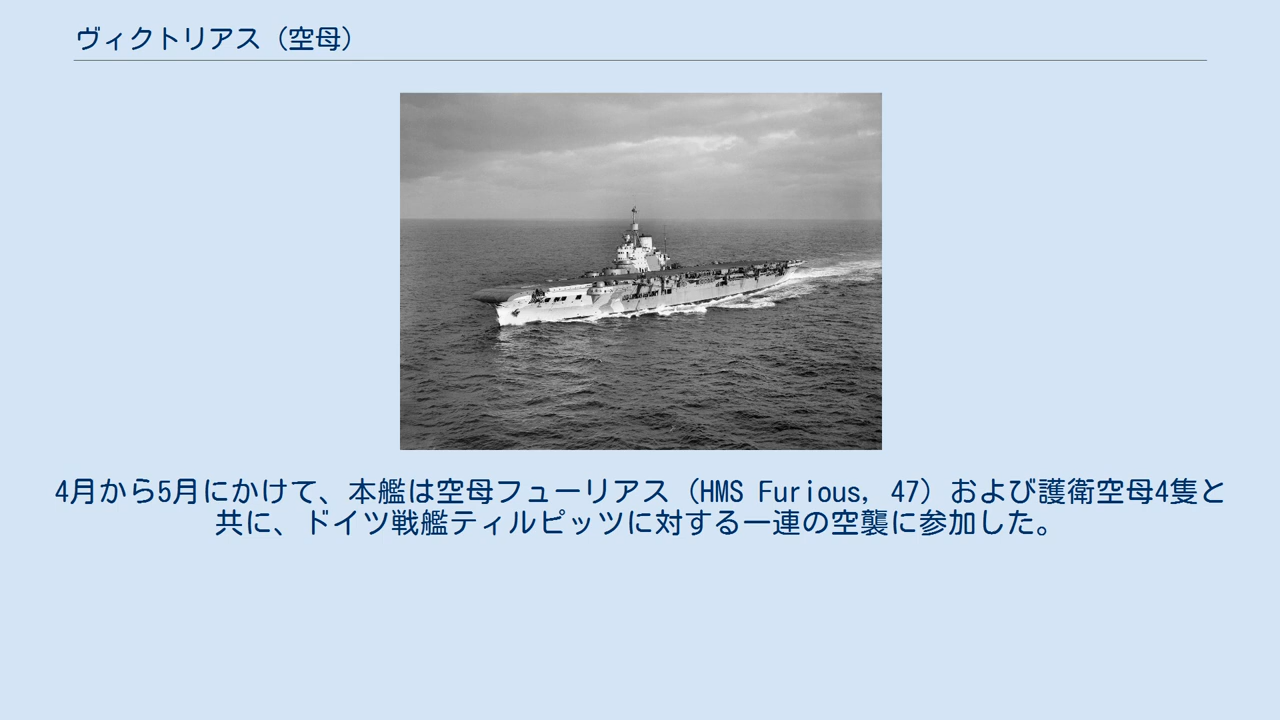 ヴィクトリアス（空母）
4月から5月にかけて、本艦は空母フューリアス（HMS Furious, 47）および護衛空母4隻と
共に、ドイツ戦艦ティルピッツに対する一連の空襲に参加した。